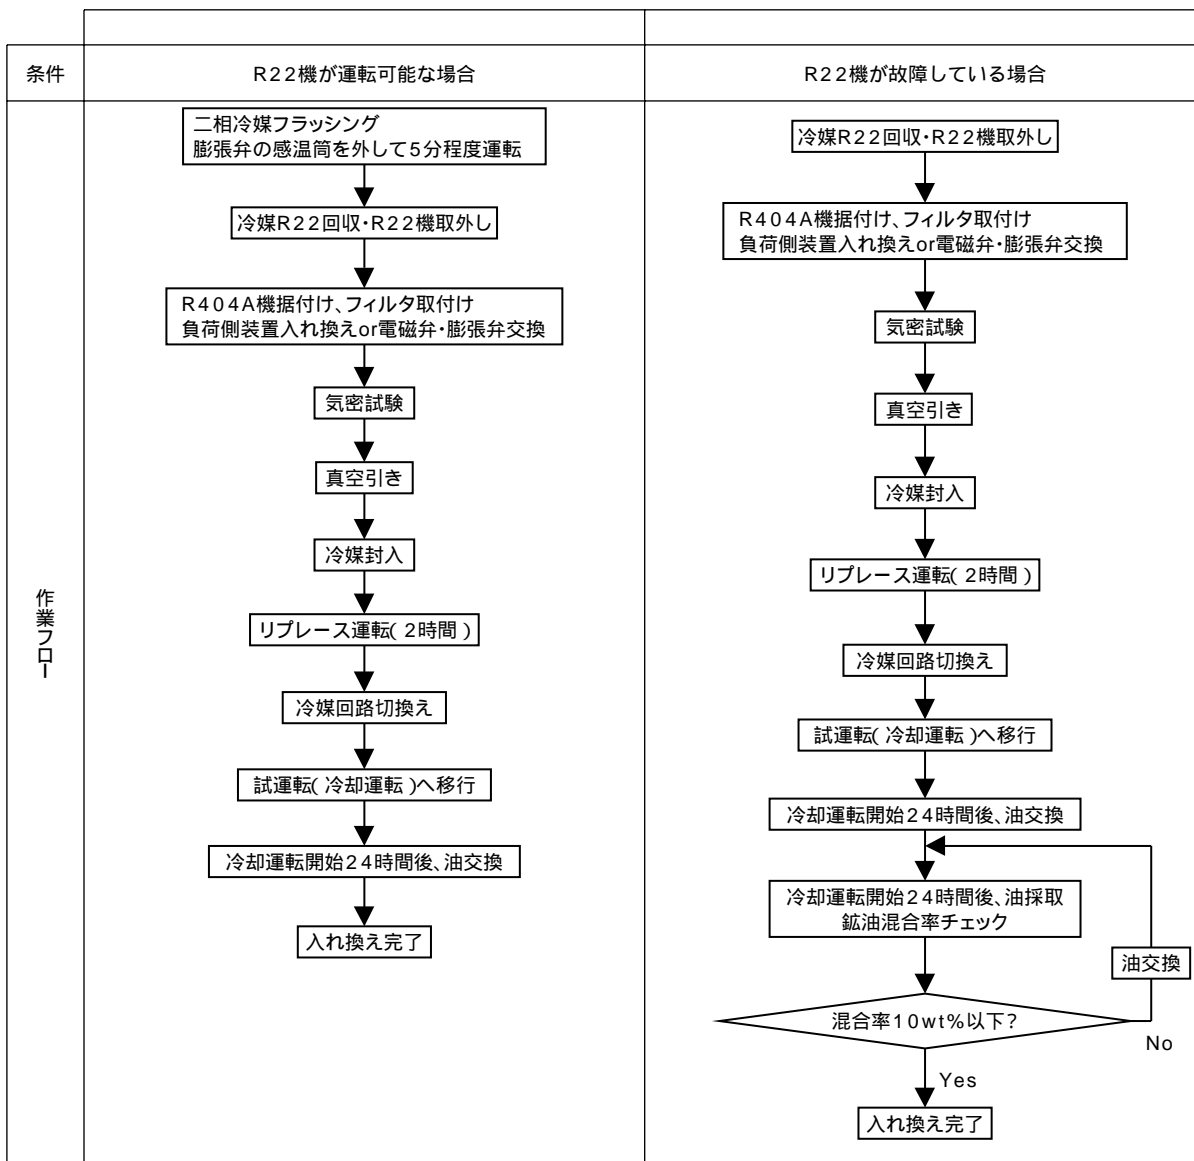 条件
R22機が運転可能な場合
R22機が故障している場合
作業フロー
二相冷媒フラッシング
膨張弁の感温筒を外して5分程度運転
冷媒R22回収・R22機取外し
R404A機据付け、フィルタ取付け
負荷側装置入れ換えor電磁弁・膨張弁交換
気密試験
真空引き
冷媒封入
リプレース運転(2時間)
冷媒回路切換え
試運転(冷却運転)へ移行
冷却運転開始24時間後、油交換
入れ換え完了
冷媒R22回収・R22機取外し
R404A機据付け、フィルタ取付け
負荷側装置入れ換えor電磁弁・膨張弁交換
気密試験
真空引き
冷媒封入
リプレース運転(2時間)
冷媒回路切換え
試運転(冷却運転)へ移行
冷却運転開始24時間後、油交換
冷却運転開始24時間後、油採取
鉱油混合率チェック
油交換
混合率10wt%以下?
No
Yes
入れ換え完了